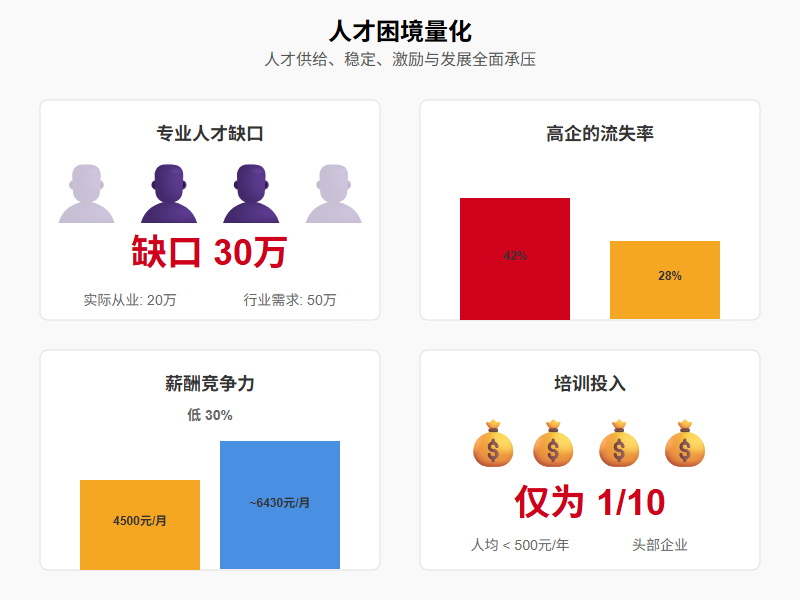 人才困境量化
人才供给、稳定、激励与发展全面承压
专业人才缺口
缺口 30万
实际从业: 20万
行业需求: 50万
高企的流失率
42%
28%
薪酬竞争力
低 30%
4500元/月
~6430元/月
培训投入
仅为 1/10
人均 < 500元/年
头部企业